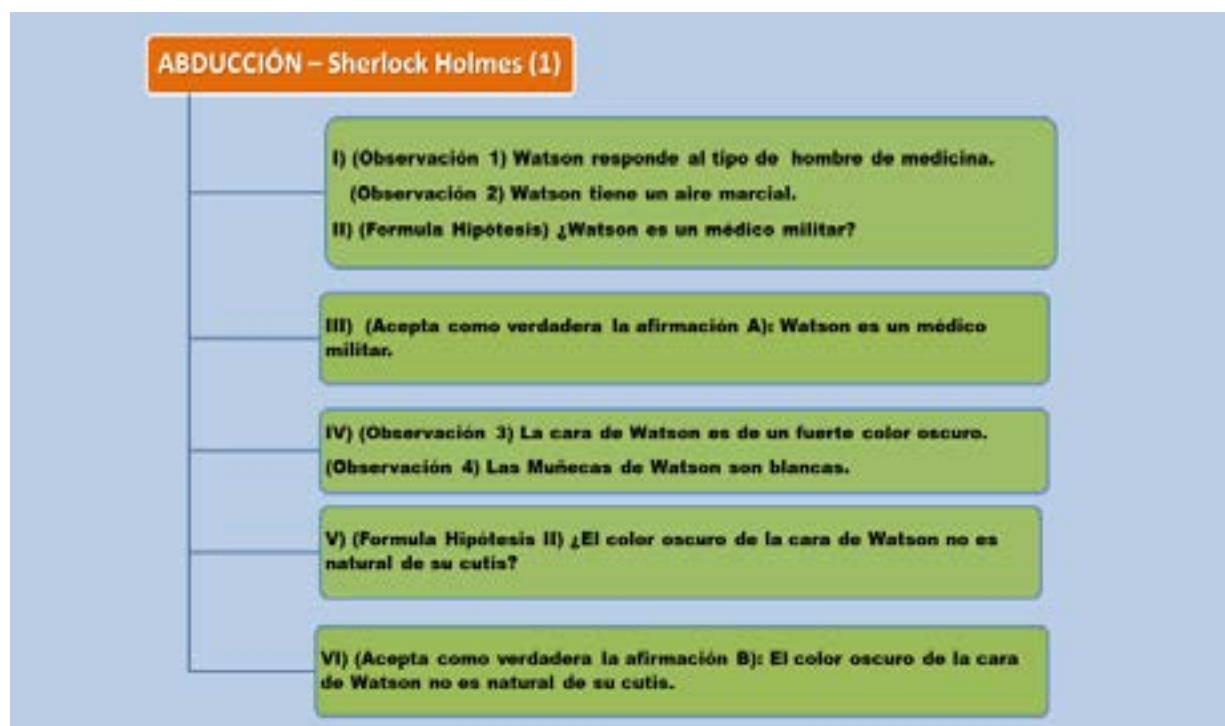 ABDUCCIÓN – Sherlock Holmes (1)
I) (Observación 1) Watson responde al tipo de hombre de medicina.
(Observación 2) Watson tiene un aire marcial.
II) (Formula Hipótesis) ¿Watson es un médico militar?
III) (Acepta como verdadera la afirmación A): Watson es un médico
militar.
IV) (Observación 3) La cara de Watson es de un fuerte color oscuro.
(Observación 4) Las Muñecas de Watson son blancas.
V) (Formula Hipótesis II) ¿El color oscuro de la cara de Watson no es
natural de su cutis?
VI) (Acepta como verdadera la afirmación B): El color oscuro de la cara
de Watson no es natural de su cutis.